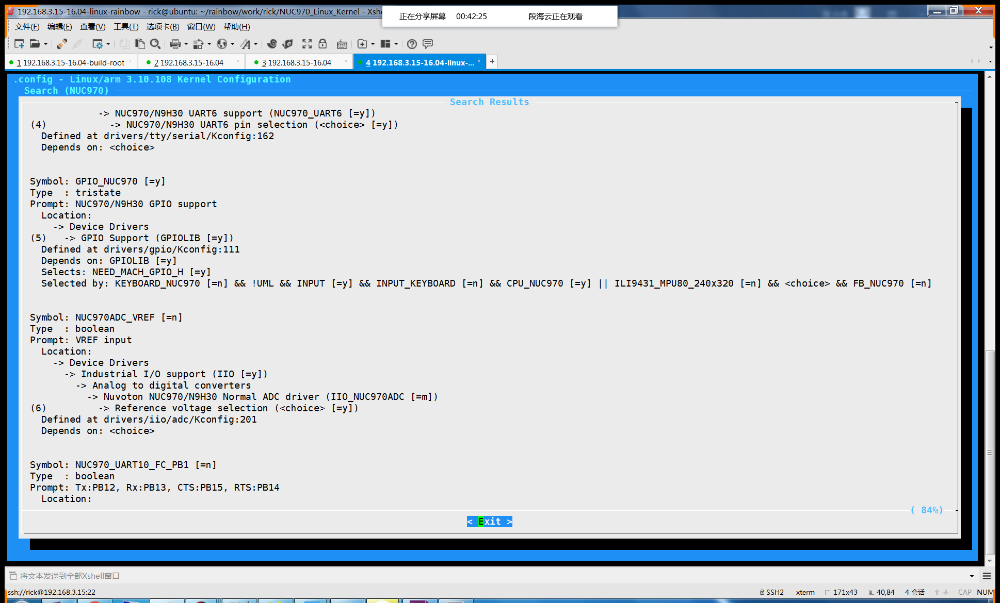 192.168.3.15-16.04-linux-rainbow - rick@ubuntu: ~/rainbow/work/rick/NUC970_Linux_Kernel - Xshe
正在分享屏幕 00:42:25 段海云正在观看
文件(F) 编辑(E) 查看(V) 工具(T) 选项卡(B) 窗口(W) 帮助(H)
1 192.168.3.15-16.04-build-root 2 192.168.3.15-16.04 3 192.168.3.15-16.04 4 192.168.3.15-16.04-linux-...
.config - Linux/arm 3.10.108 Kernel Configuration
Search (NUC970)
Search Results
-> NUC970/N9H30 UART6 support (NUC970_UART6 [=y])
(4) -> NUC970/N9H30 UART6 pin selection (<choice> [=y])
Defined at drivers/tty/serial/Kconfig:162
Depends on: <choice>
Symbol: GPIO_NUC970 [=y]
Type : tristate
Prompt: NUC970/N9H30 GPIO support
Location:
-> Device Drivers
(5) -> GPIO Support (GPIOLIB [=y])
Defined at drivers/gpio/Kconfig:111
Depends on: GPIOLIB [=y]
Selects: NEED_MACH_GPIO_H [=y]
Selected by: KEYBOARD_NUC970 [=n] && !UML && INPUT [=y] && INPUT_KEYBOARD [=n] && CPU_NUC970 [=y] || ILI9431_MPU80_240x320 [=n] && <choice> && FB_NUC970 [=n]
Symbol: NUC970ADC_VREF [=n]
Type : boolean
Prompt: VREF input
Location:
-> Device Drivers
-> Industrial I/O support (IIO [=y])
-> Analog to digital converters
-> Nuvoton NUC970/N9H30 Normal ADC driver (IIO_NUC970ADC [=m])
(6) -> Reference voltage selection (<choice> [=y])
Defined at drivers/iio/adc/Kconfig:201
Depends on: <choice>
Symbol: NUC970_UART10_FC_PB1 [=n]
Type : boolean
Prompt: Tx:PB12, Rx:PB13, CTS:PB15, RTS:PB14
Location:
( 84%)
< Exit >
将文本发送到全部Xshell窗口
ssh://rick@192.168.3.15:22 SSH2 xterm 171x43 40,84 4 会话 CAP NUM